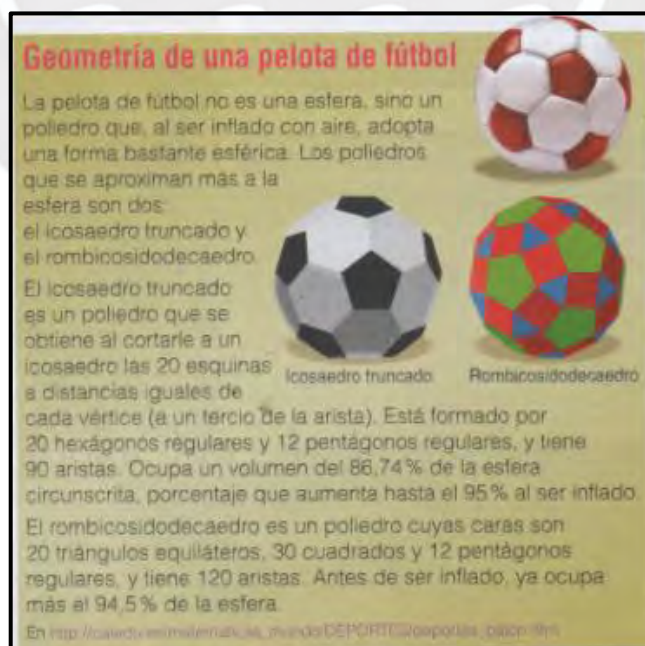 Geometría de una pelota de fútbol
La pelota de fútbol no es una esfera, sino un
poliedro que, al ser inflado con aire, adopta
una forma bastante esférica. Los poliedros
que se aproximan más a la
esfera son dos:
el icosaedro truncado y
el rombicosidodecaedro.
El icosaedro truncado
es un poliedro que se
obtiene al cortarle a un
icosaedro las 20 esquinas
a distancias iguales de
cada vértice (a un tercio de la arista). Está formado por
20 hexágonos regulares y 12 pentágonos regulares, y tiene
90 aristas. Ocupa un volumen del 86,74% de la esfera
circunscrita, porcentaje que aumenta hasta el 95% al ser inflado.
Icosaedro truncado
Rombicosidodecaedro
El rombicosidodecaedro es un poliedro cuyas caras son
20 triángulos equiláteros, 30 cuadrados y 12 pentágonos
regulares, y tiene 120 aristas. Antes de ser inflado, ya ocupa
más el 94,5% de la esfera.
En